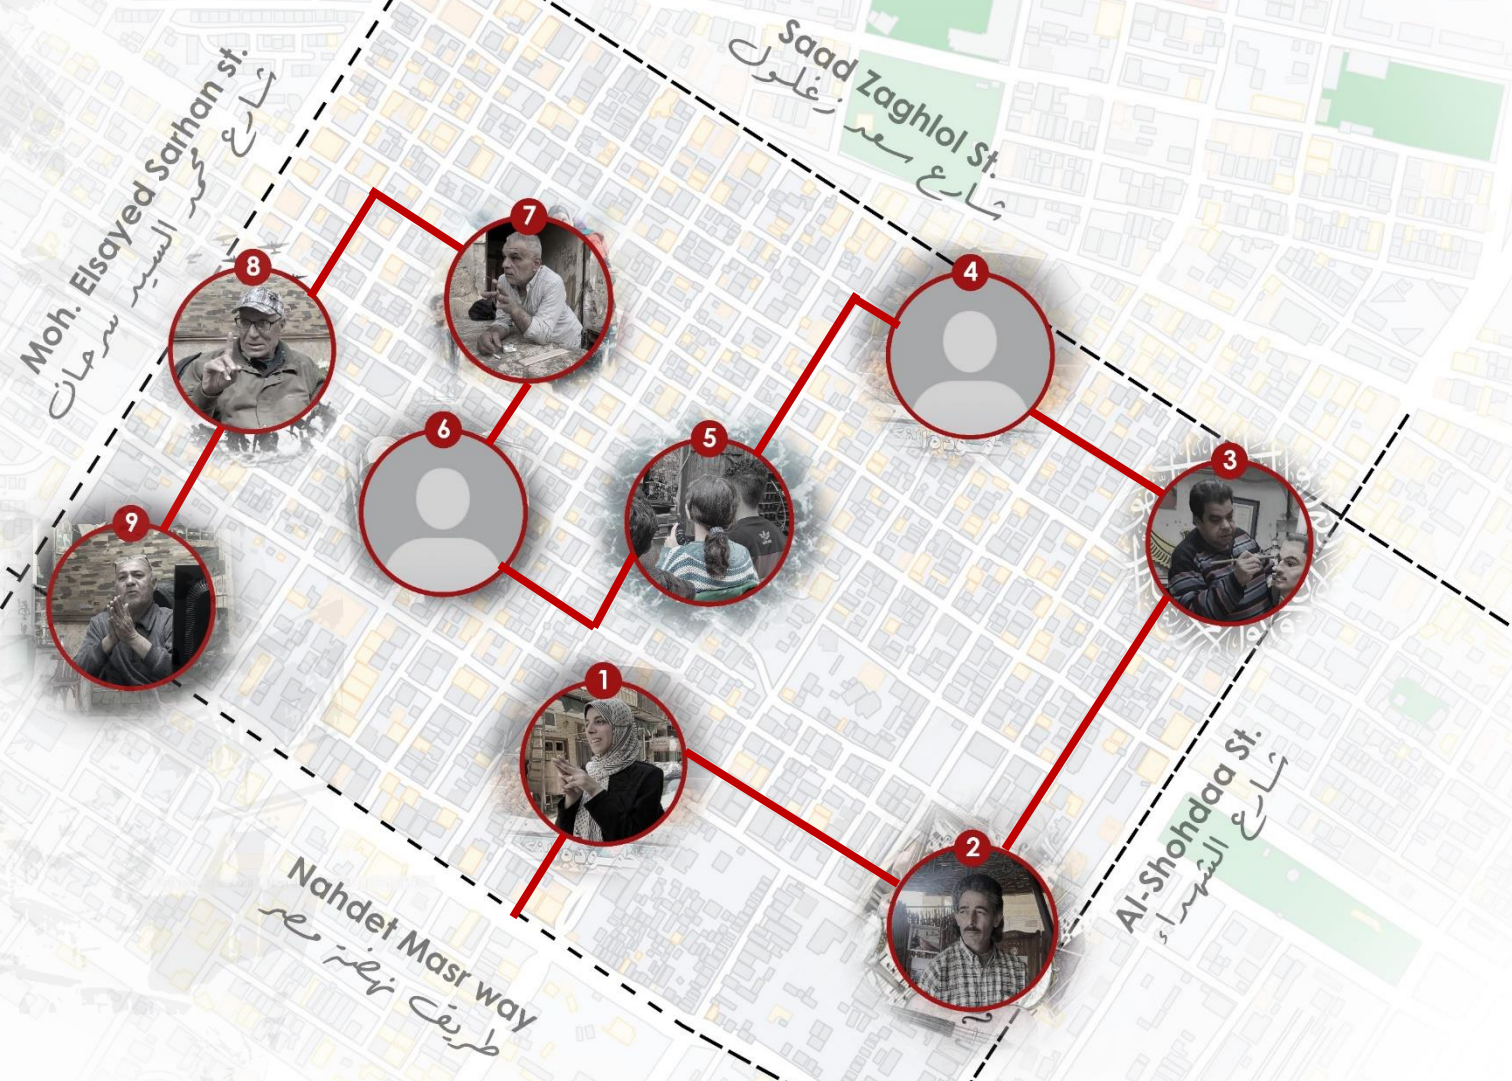 Saad Zaghlol St.
شارع سعد زغلول
Moh. Elsayed Sarhan st.
شارع محمد السيد سرحان
7
8
4
6
5
3
9
1
2
Al-Shohdaa St.
شارع الشهداء
Nahdet Masr way
طريق نهضة مصر